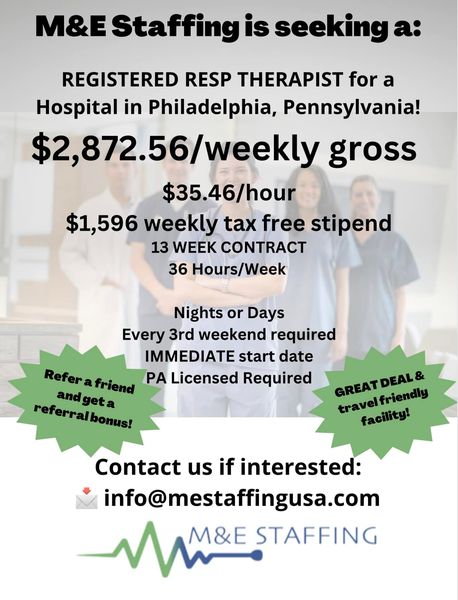 M&E Staffing is seeking a:
REGISTERED RESP THERAPIST for a
Hospital in Philadelphia, Pennsylvania!
$2,872.56/weekly gross
$35.46/hour
$1,596 weekly tax free stipend
13 WEEK CONTRACT
36 Hours/Week
Nights or Days
Every 3rd weekend required
IMMEDIATE start date
PA Licensed Required
Refer a friend
and get a
referral bonus!
GREAT DEAL &
travel friendly
facility!
Contact us if interested:
info@mestaffingusa.com
M&E STAFFING